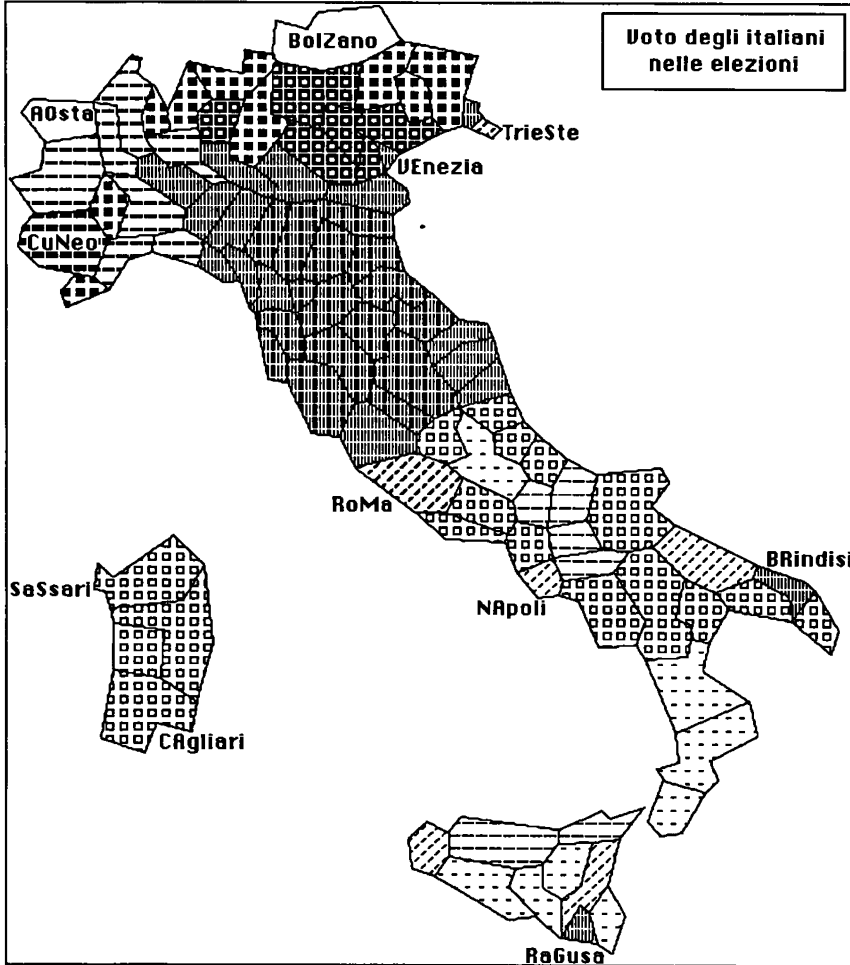 Voto degli italiani
nelle elezioni
BolZano
AOsta
TrieSte
VEnezia
CuNeo
RoMa
BRindisi
SaSsari
NApoli
CAgliari
RaGusa